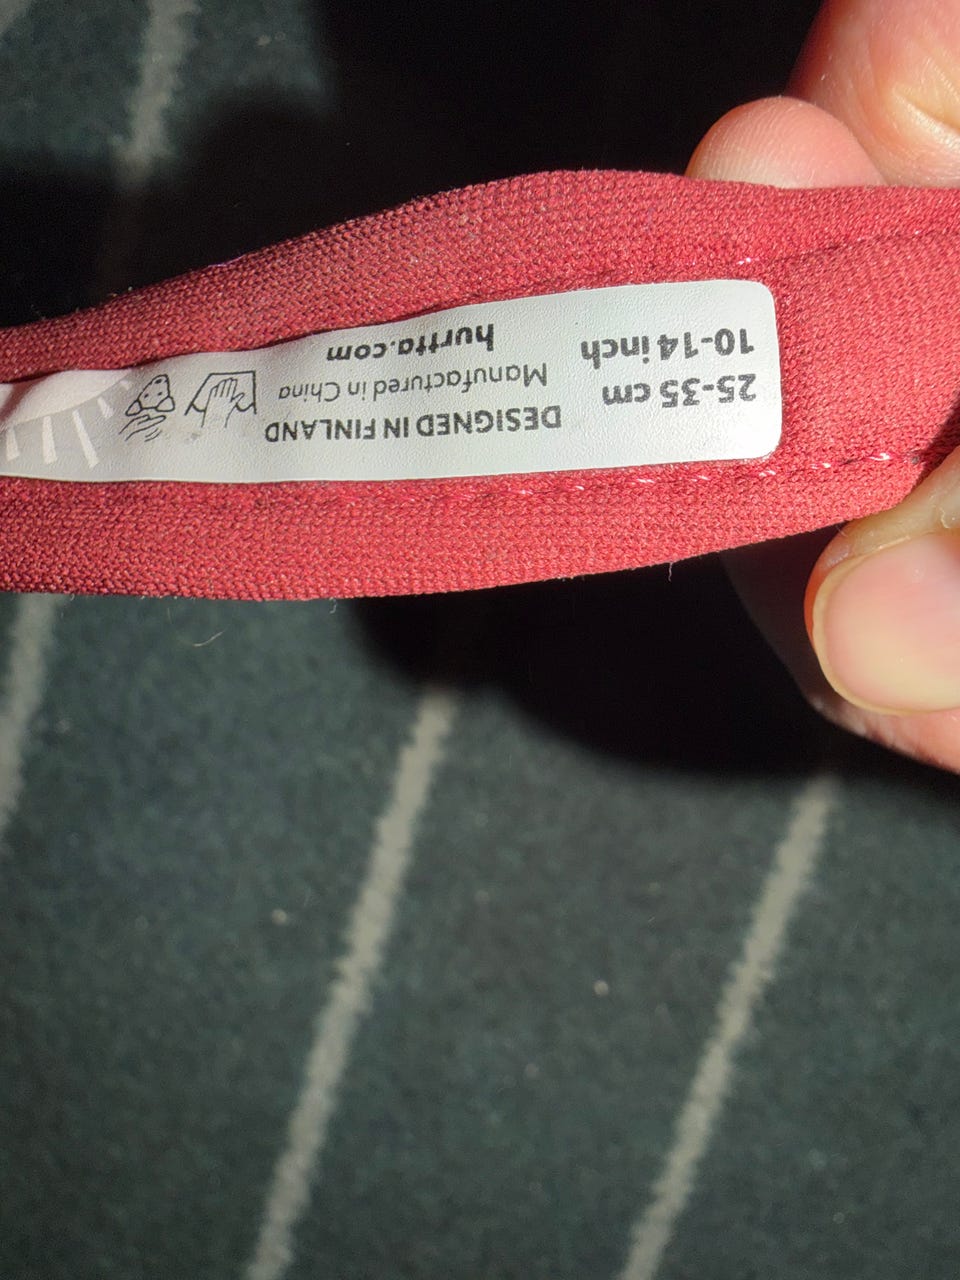 25-35 cm
10-14 inch
DESIGNED IN FINLAND
Manufactured in China
hurtta.com